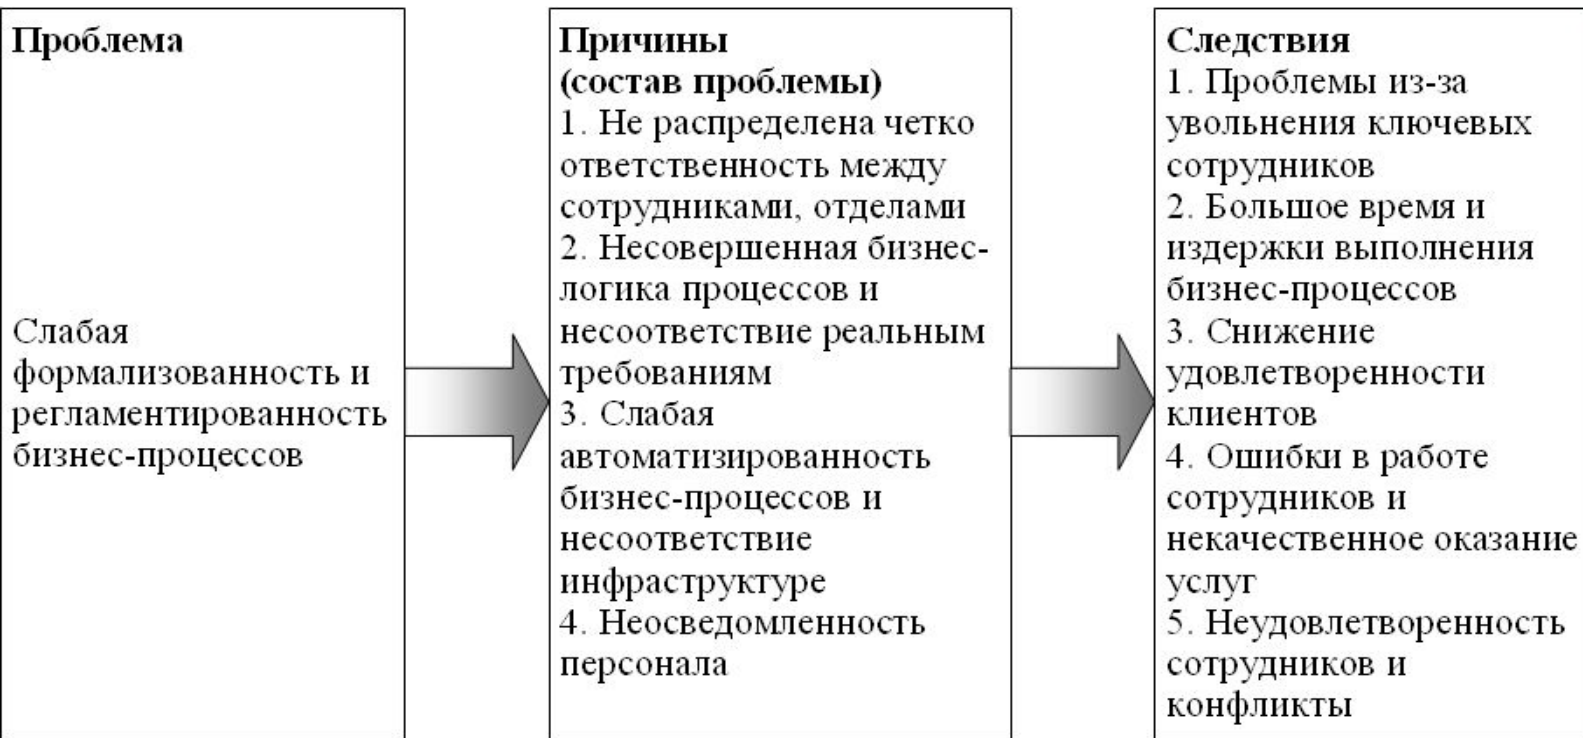 Проблема
Слабая
формализованность и
регламентированность
бизнес-процессов
Причины
(состав проблемы)
1. Не распределена четко
ответственность между
сотрудниками, отделами
2. Несовершенная бизнес-
логика процессов и
несоответствие реальным
требованиям
3. Слабая
автоматизированность
бизнес-процессов и
несоответствие
инфраструктуре
4. Неосведомленность
персонала
Следствия
1. Проблемы из-за
увольнения ключевых
сотрудников
2. Большое время и
издержки выполнения
бизнес-процессов
3. Снижение
удовлетворенности
клиентов
4. Ошибки в работе
сотрудников и
некачественное оказание
услуг
5. Неудовлетворенность
сотрудников и
конфликты